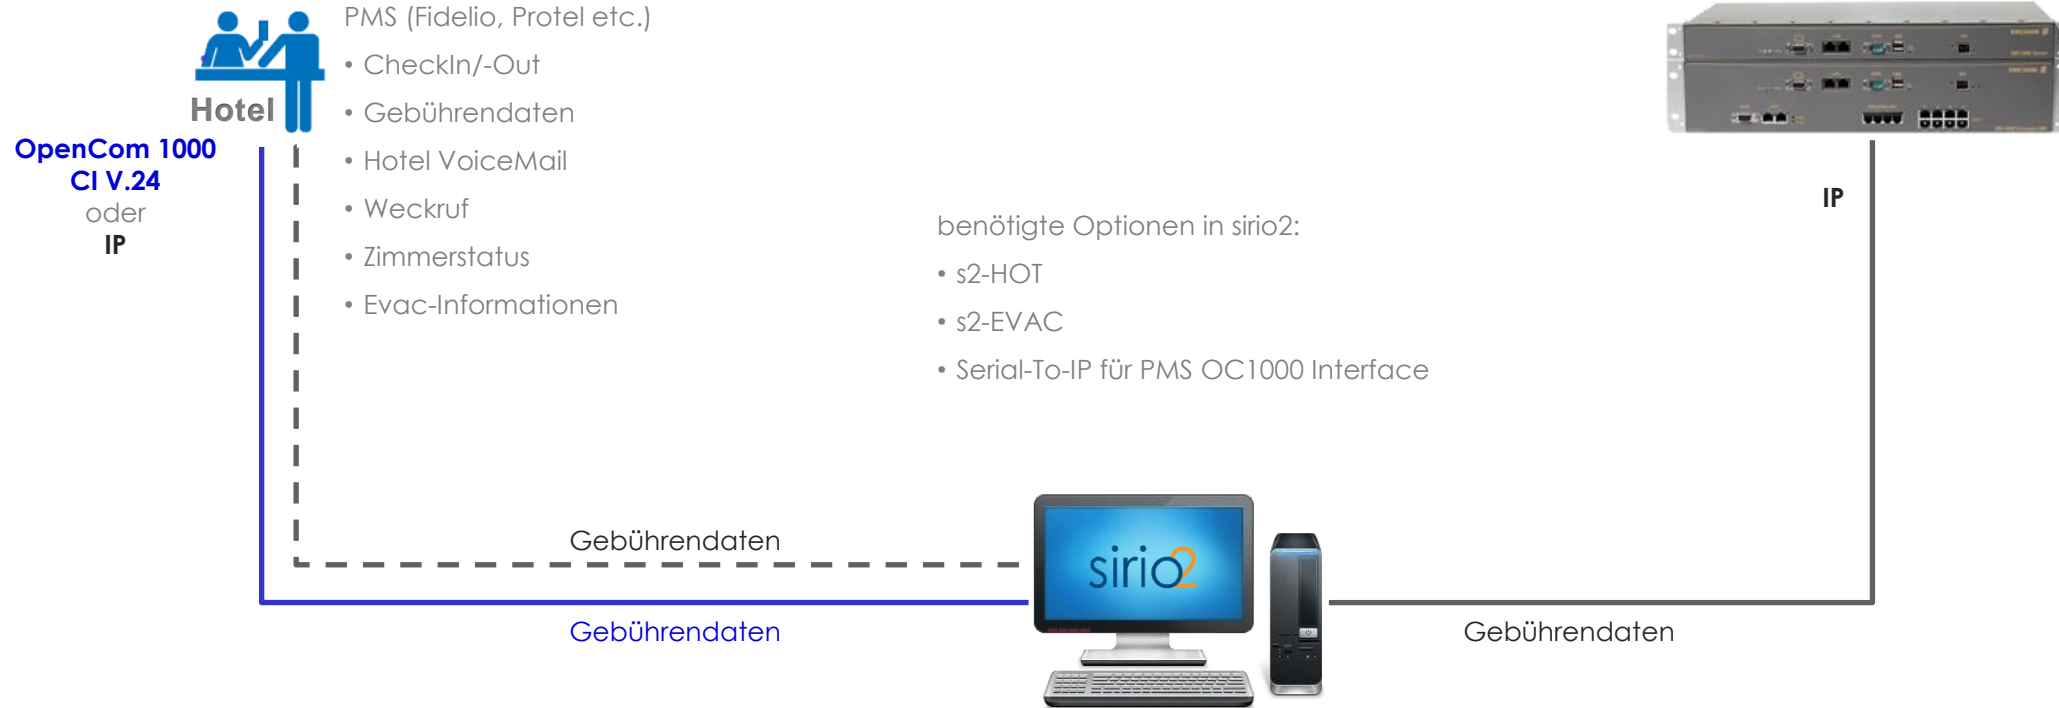 PMS (Fidelio, Protel etc.)
• CheckIn/-Out
• Gebührendaten
• Hotel VoiceMail
• Weckruf
• Zimmerstatus
• Evac-Informationen
Hotel
OpenCom 1000
CI V.24
oder
IP
benötigte Optionen in sirio2:
• s2-HOT
• s2-EVAC
• Serial-To-IP für PMS OC1000 Interface
IP
ERICSSON
ERICSSON
Gebührendaten
sirio2
Gebührendaten
Gebührendaten